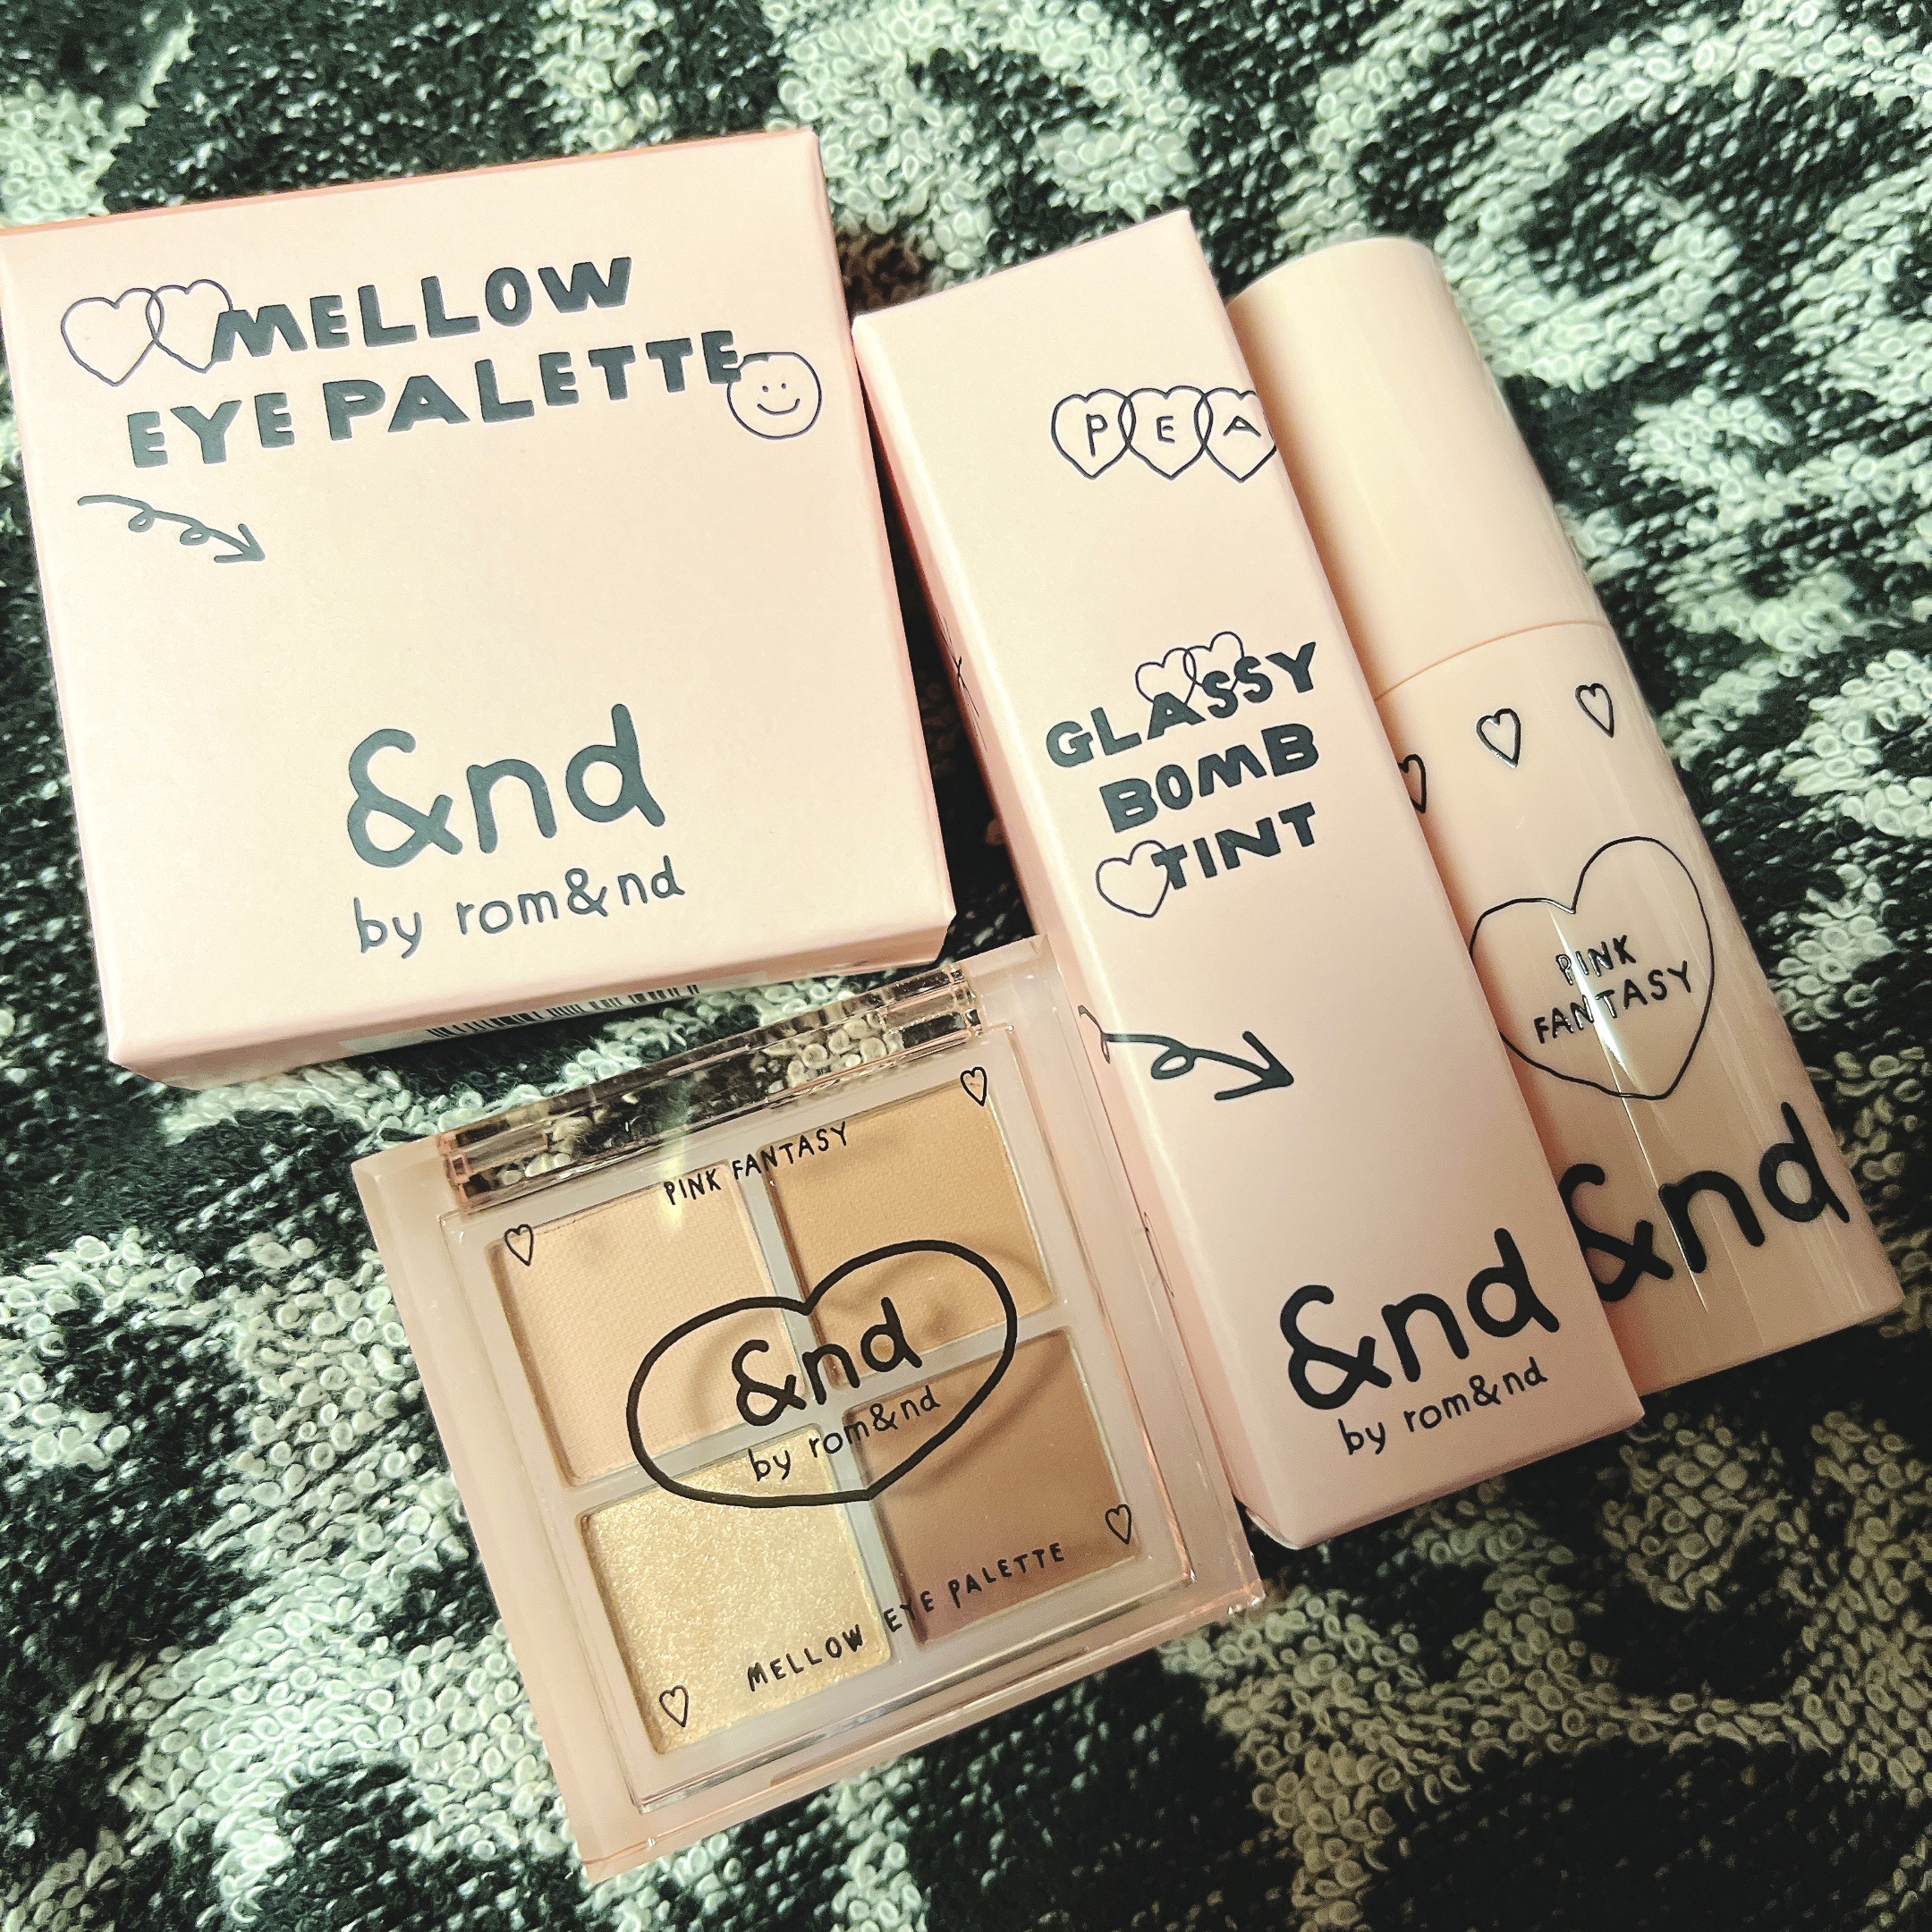 MELLOW
EYE PALETTE
&nd
by rom&nd
PEA
GLASSY
BOMB
TINT
&nd
by rom&nd
PINK
FANTASY
&nd
PINK FANTASY
&nd
by rom&nd
MELLOW EYE PALETTE